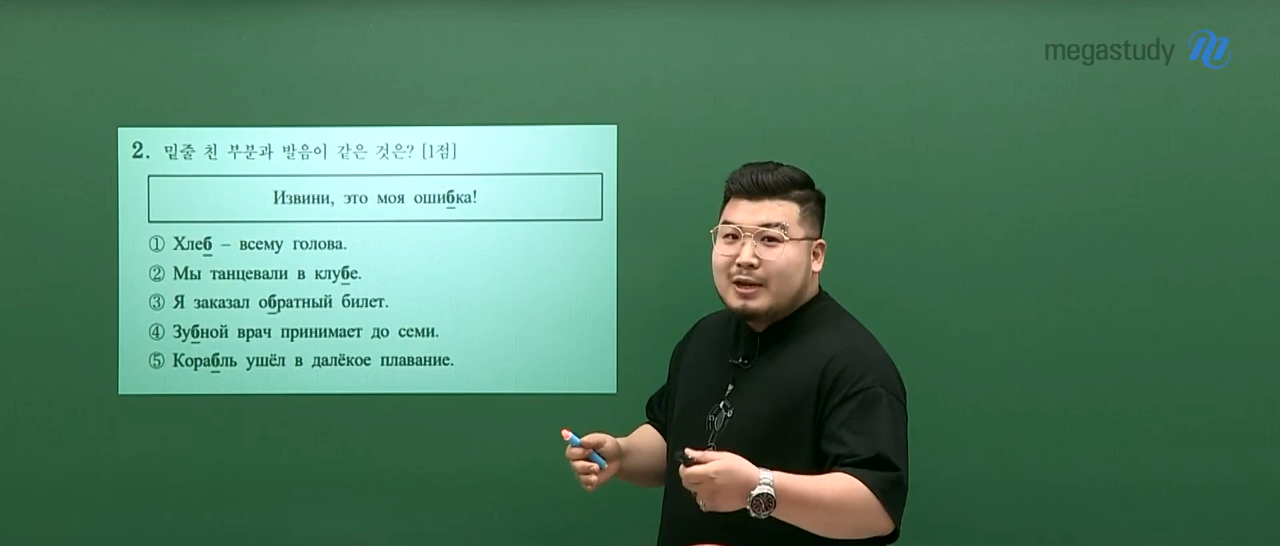 megastudy
2. 밑줄 친 부분과 발음이 같은 것은? [1점]
Извини, это моя ошибка!
① Хлеб – всему голова.
② Мы танцевали в клубе.
③ Я заказал обратный билет.
④ Зубной врач принимает до семи.
⑤ Корабль ушёл в далёкое плавание.